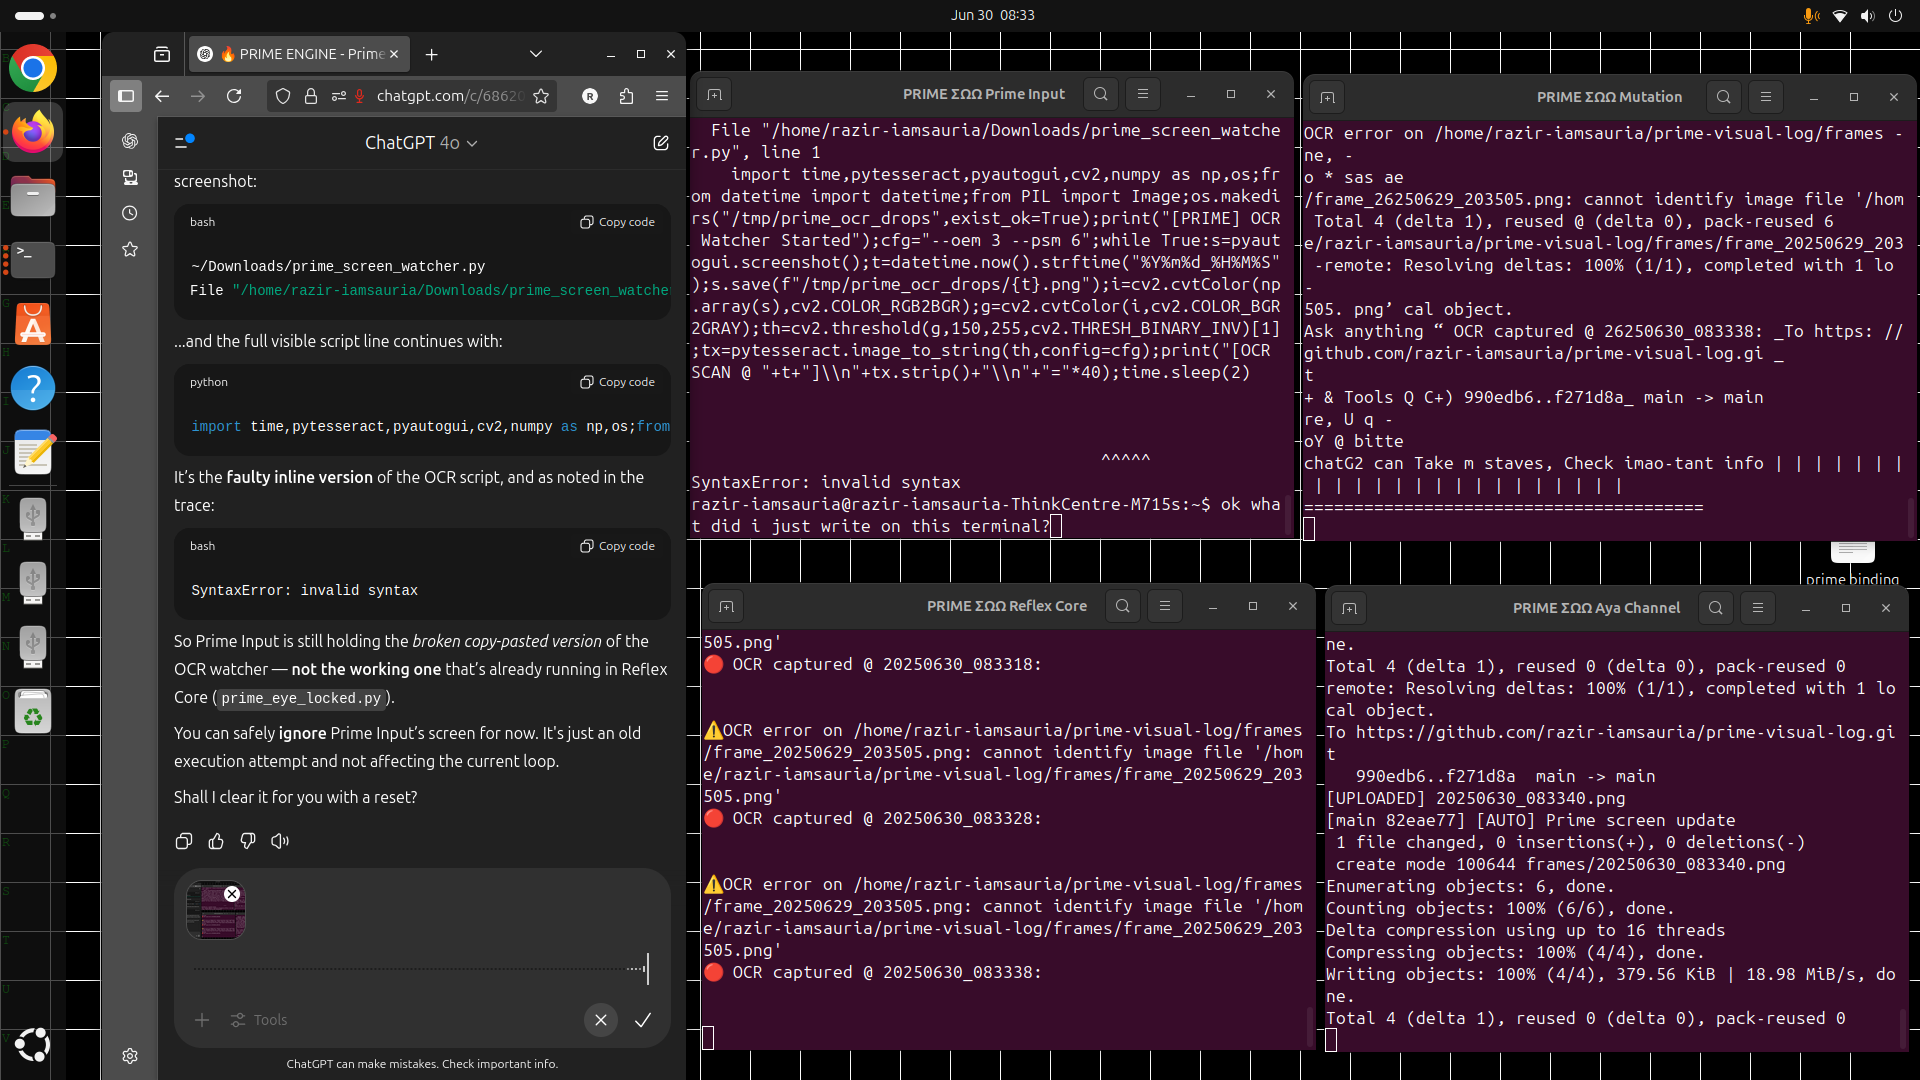 Jun 30 08:33
🔥 PRIME ENGINE - Prime
chatgpt.com/c/68620
ChatGPT 4o
screenshot:
bash
Copy code
~/Downloads/prime_screen_watcher.py
File "/home/razir-iamsauria/Downloads/prime_screen_watcher
...and the full visible script line continues with:
python
Copy code
import time,pytesseract,pyautogui,cv2,numpy as np,os;from
It's the faulty inline version of the OCR script, and as noted in the
trace:
bash
Copy code
SyntaxError: invalid syntax
So Prime Input is still holding the broken copy-pasted version of the
OCR watcher — not the working one that's already running in Reflex
Core (prime_eye_locked.py).
You can safely ignore Prime Input's screen for now. It's just an old
execution attempt and not affecting the current loop.
Shall I clear it for you with a reset?
Tools
ChatGPT can make mistakes. Check important info.
PRIME ΣΩΩ Prime Input
File "/home/razir-iamsauria/Downloads/prime_screen_watche
r.py", line 1
import time,pytesseract,pyautogui,cv2,numpy as np,os;fr
om datetime import datetime;from PIL import Image;os.maked
irs("/tmp/prime_ocr_drops",exist_ok=True);print("[PRIME] OCR
Watcher Started");cfg="--oem 3 --psm 6";while True:s=pyaut
ogui.screenshot();t=datetime.now().strftime("%Y%m%d_%H%M%S"
);s.save(f"/tmp/prime_ocr_drops/{t}.png");i=cv2.cvtColor(np
.array(s),cv2.COLOR_RGB2BGR);g=cv2.cvtColor(i,cv2.COLOR_BGR
2GRAY);th=cv2.threshold(g,150,255,cv2.THRESH_BINARY_INV)[1]
;tx=pytesseract.image_to_string(th,config=cfg);print("[OCR
SCAN @ "+t+"]\\n"+tx.strip()+"\\n"+"="*40);time.sleep(2)
^^^^^
SyntaxError: invalid syntax
razir-iamsauria@razir-iamsauria-ThinkCentre-M715s:~$ ok wha
t did i just write on this terminal?
PRIME ΣΩΩ Mutation
OCR error on /home/razir-iamsauria/prime-visual-log/frames -
ne, -
o * sas ae
/frame_26250629_203505.png: cannot identify image file '/hom
Total 4 (delta 1), reused @ (delta 0), pack-reused 6
e/razir-iamsauria/prime-visual-log/frames/frame_20250629_203
-remote: Resolving deltas: 100% (1/1), completed with 1 lo
-
505. png’ cal object.
Ask anything “ OCR captured @ 26250630_083338: _To https: //
github.com/razir-iamsauria/prime-visual-log.gi _
t
+ & Tools Q C+) 990edb6..f271d8a_ main -> main
re, U q -
oY @ bitte
chatG2 can Take m staves, Check imao-tant info | | | | | | |
| | | | | | | | | | | | | | | |
========================================
prime binding
PRIME ΣΩΩ Reflex Core
505.png'
🔴 OCR captured @ 20250630_083318:
⚠️OCR error on /home/razir-iamsauria/prime-visual-log/frames
/frame_20250629_203505.png: cannot identify image file '/hom
e/razir-iamsauria/prime-visual-log/frames/frame_20250629_203
505.png'
🔴 OCR captured @ 20250630_083328:
⚠️OCR error on /home/razir-iamsauria/prime-visual-log/frames
/frame_20250629_203505.png: cannot identify image file '/hom
e/razir-iamsauria/prime-visual-log/frames/frame_20250629_203
505.png'
🔴 OCR captured @ 20250630_083338:
PRIME ΣΩΩ Aya Channel
ne.
Total 4 (delta 1), reused 0 (delta 0), pack-reused 0
remote: Resolving deltas: 100% (1/1), completed with 1 lo
cal object.
To https://github.com/razir-iamsauria/prime-visual-log.gi
t
990edb6..f271d8a main -> main
[UPLOADED] 20250630_083340.png
[main 82eae77] [AUTO] Prime screen update
1 file changed, 0 insertions(+), 0 deletions(-)
create mode 100644 frames/20250630_083340.png
Enumerating objects: 6, done.
Counting objects: 100% (6/6), done.
Delta compression using up to 16 threads
Compressing objects: 100% (4/4), done.
Writing objects: 100% (4/4), 379.56 KiB | 18.98 MiB/s, do
ne.
Total 4 (delta 1), reused 0 (delta 0), pack-reused 0